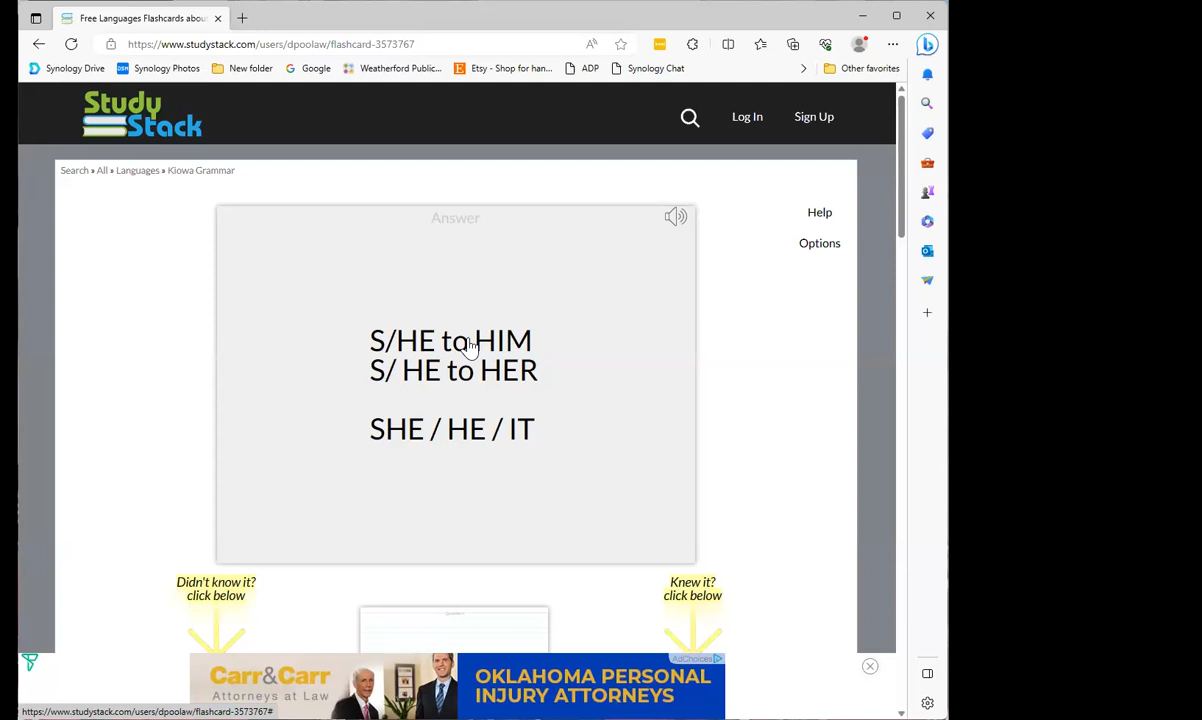 Free Languages Flashcards abou
https://www.studystack.com/users/dpoolaw/flashcard-3573767
Synology Drive
DSM Synology Photos
New folder
Google
Weatherford Public...
Etsy - Shop for han...
ADP
Synology Chat
Other favorites
Study
Stack
Log In
Sign Up
Search » All » Languages » Kiowa Grammar
Help
Options
Answer
S/HE to HIM
S/ HE to HER
SHE / HE / IT
Didn't know it?
click below
Knew it?
click below
Carr&Carr
Attorneys at Law
OKLAHOMA PERSONAL
INJURY ATTORNEYS
AdChoices
https://www.studystack.com/users/dpoolaw/flashcard-3573767#